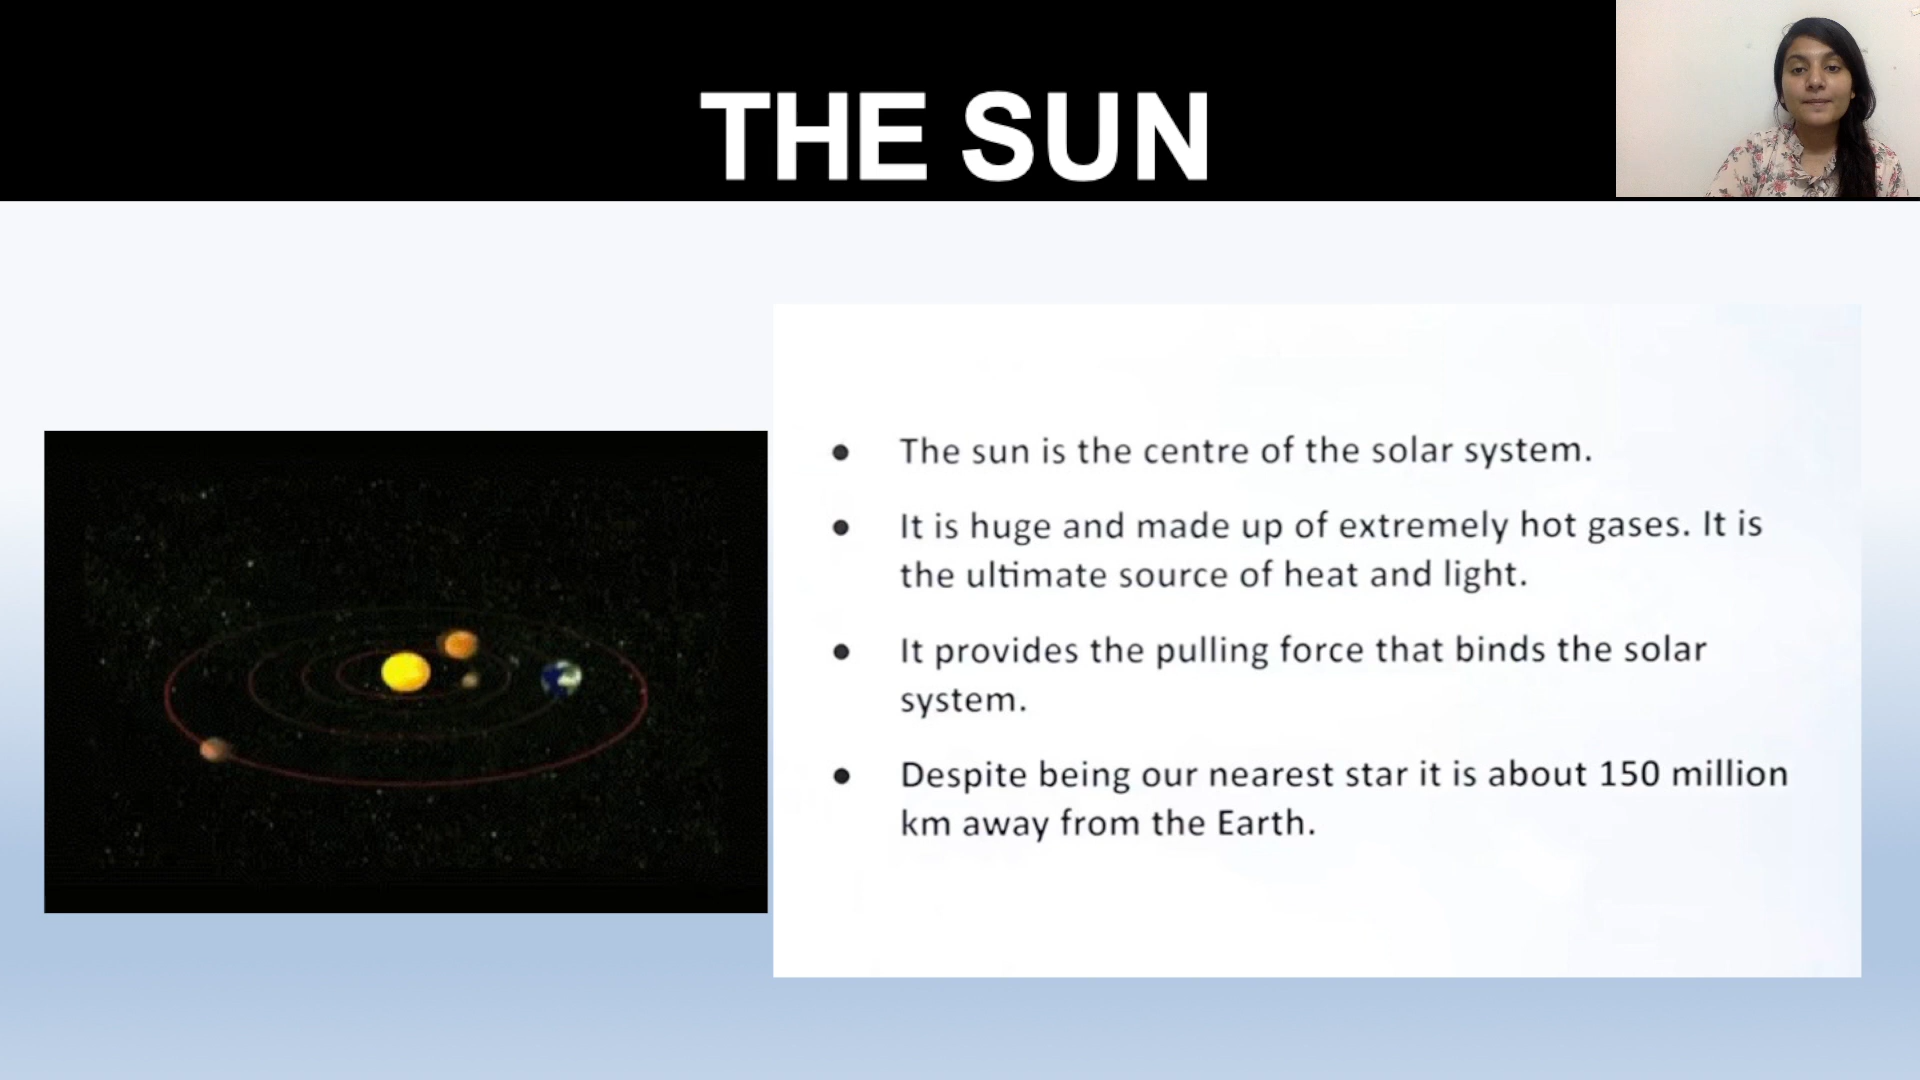 THE SUN
The sun is the centre of the solar system.
It is huge and made up of extremely hot gases. It is
the ultimate source of heat and light.
It provides the pulling force that binds the solar
system.
Despite being our nearest star it is about 150 million
km away from the Earth.